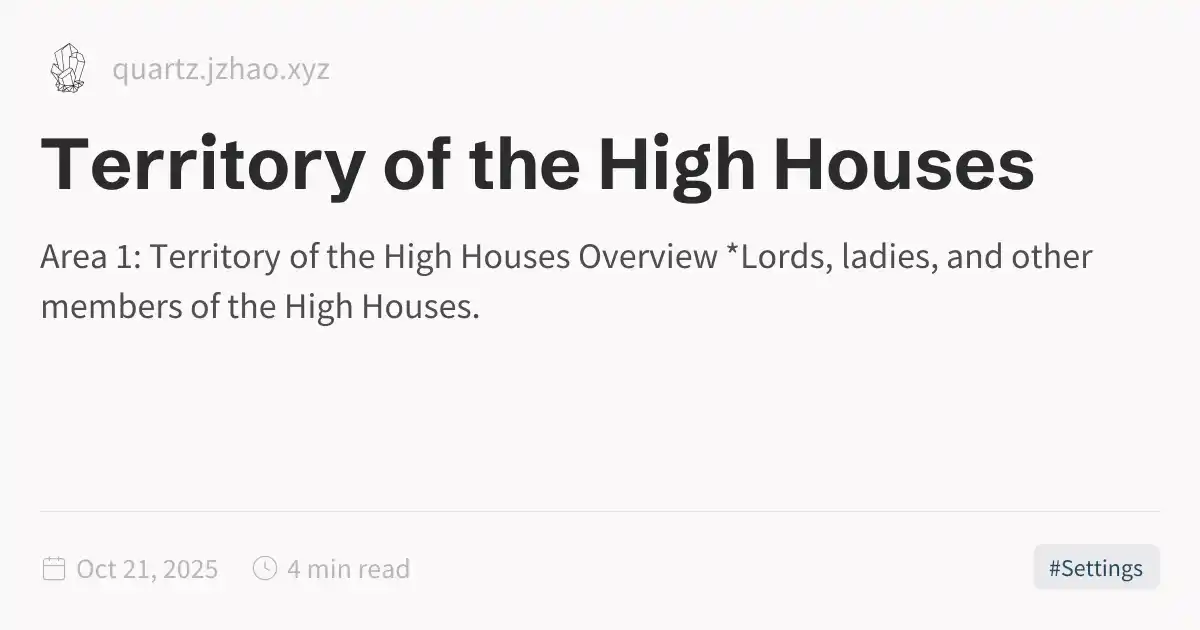 quartz.jzhao.xyz
Territory of the High Houses
Area 1: Territory of the High Houses Overview *Lords, ladies, and other
members of the High Houses.
Oct 21, 2025 4 min read #Settings